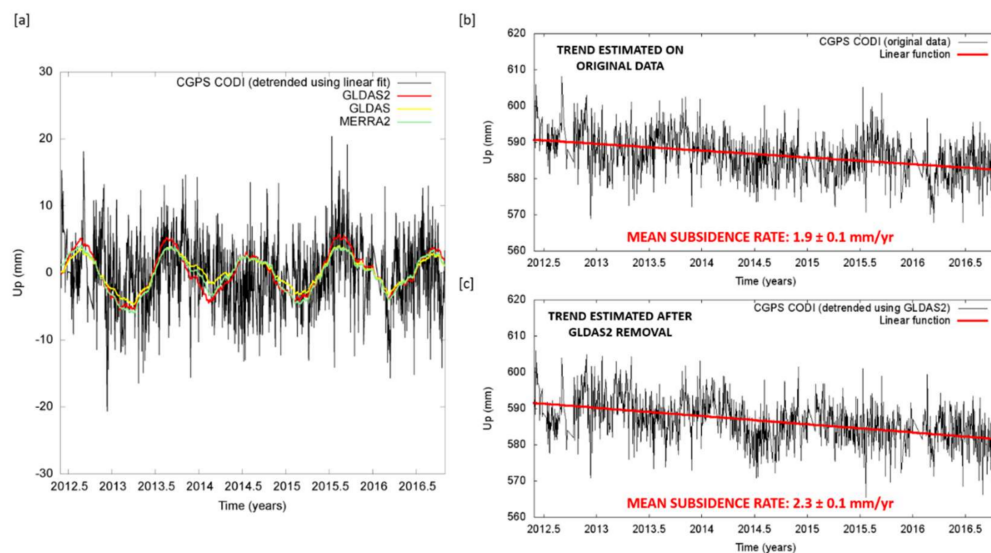 [a]
30
20
10
0
-10
-20
-30
Up (mm)
CGPS CODI (detrended using linear fit)
GLDAS2
GLDAS
MERRA2
2012.5 2013 2013.5 2014 2014.5 2015 2015.5 2016 2016.5
Time (years)
[b]
620
610
600
590
580
570
560
Up (mm)
TREND ESTIMATED ON
ORIGINAL DATA
CGPS CODI (original data)
Linear function
MEAN SUBSIDENCE RATE: 1.9 ± 0.1 mm/yr
2012.5 2013 2013.5 2014 2014.5 2015 2015.5 2016 2016.5
Time (years)
[c]
620
610
600
590
580
570
560
Up (mm)
TREND ESTIMATED AFTER
GLDAS2 REMOVAL
CGPS CODI (detrended using GLDAS2)
Linear function
MEAN SUBSIDENCE RATE: 2.3 ± 0.1 mm/yr
2012.5 2013 2013.5 2014 2014.5 2015 2015.5 2016 2016.5
Time (years)